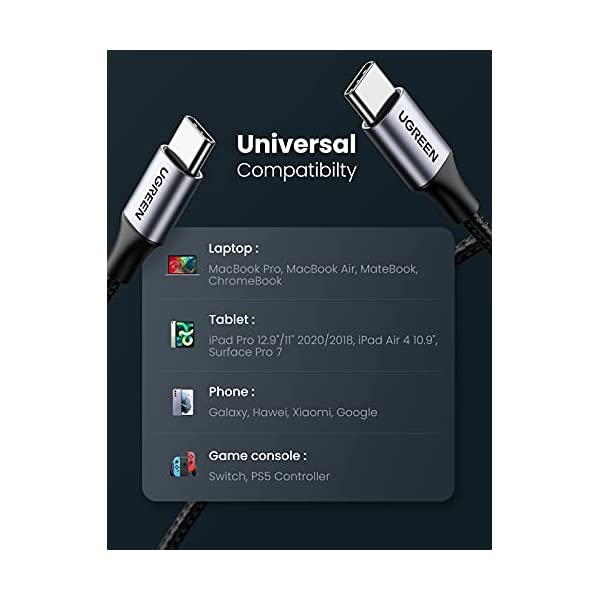 UGREEN
UGREEN
Universal
Compatibilty
Laptop :
MacBook Pro, MacBook Air, MateBook,
ChromeBook
Tablet :
iPad Pro 12.9"/11" 2020/2018, iPad Air 4 10.9",
Surface Pro 7
Phone :
Galaxy, Hawei, Xiaomi, Google
Game console :
Switch, PS5 Controller